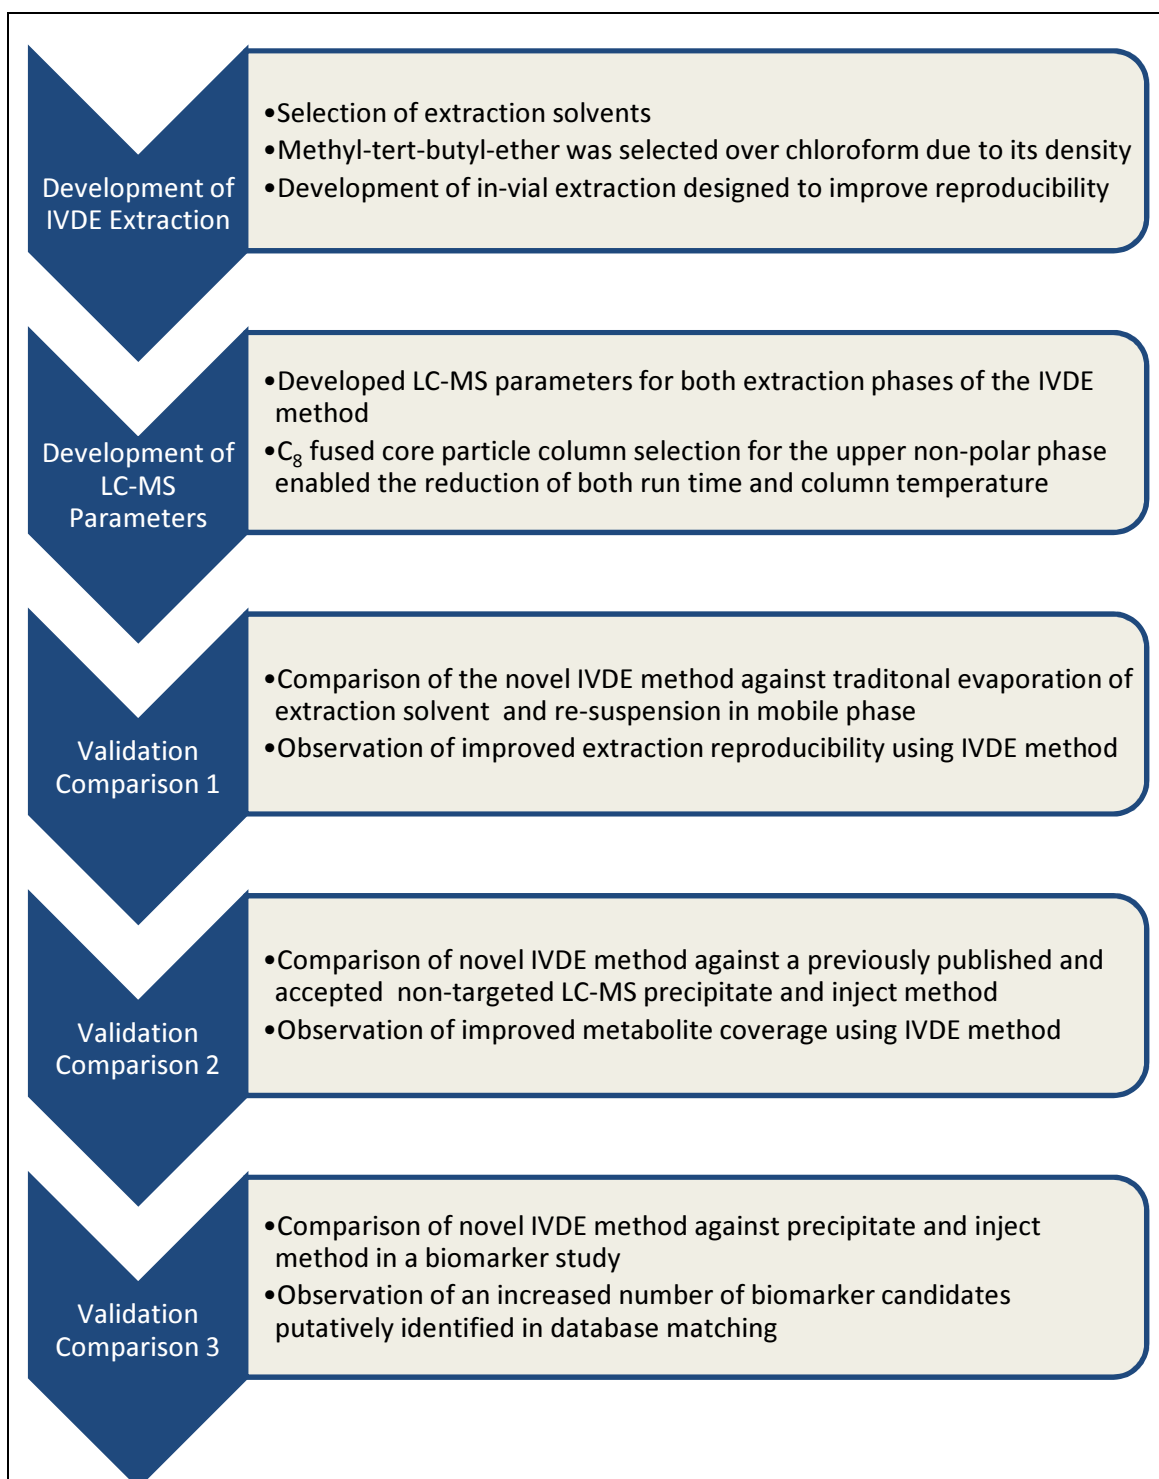 Development of
IVDE Extraction
•Selection of extraction solvents
•Methyl-tert-butyl-ether was selected over chloroform due to its density
•Development of in-vial extraction designed to improve reproducibility
Development of
LC-MS
Parameters
•Developed LC-MS parameters for both extraction phases of the IVDE
method
•C₈ fused core particle column selection for the upper non-polar phase
enabled the reduction of both run time and column temperature
Validation
Comparison 1
•Comparison of the novel IVDE method against traditonal evaporation of
extraction solvent and re-suspension in mobile phase
•Observation of improved extraction reproducibility using IVDE method
Validation
Comparison 2
•Comparison of novel IVDE method against a previously published and
accepted non-targeted LC-MS precipitate and inject method
•Observation of improved metabolite coverage using IVDE method
Validation
Comparison 3
•Comparison of novel IVDE method against precipitate and inject
method in a biomarker study
•Observation of an increased number of biomarker candidates
putatively identified in database matching